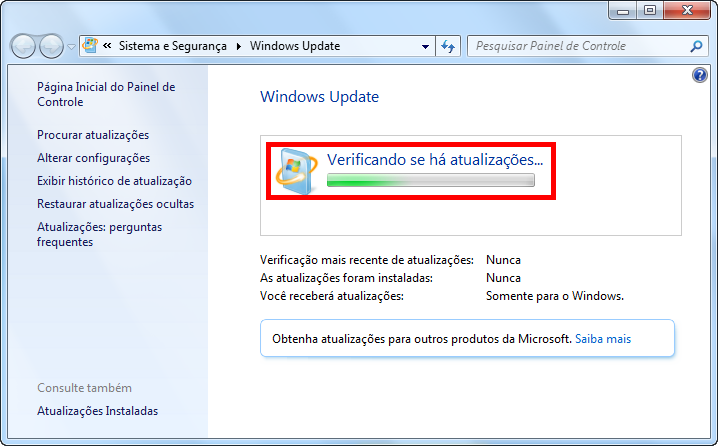 « Sistema e Segurança ▸ Windows Update
Pesquisar Painel de Controle
Página Inicial do Painel de
Controle
Procurar atualizações
Alterar configurações
Exibir histórico de atualização
Restaurar atualizações ocultas
Atualizações: perguntas
frequentes
Consulte também
Atualizações Instaladas
Windows Update
Verificando se há atualizações...
Verificação mais recente de atualizações: Nunca
As atualizações foram instaladas: Nunca
Você receberá atualizações: Somente para o Windows.
Obtenha atualizações para outros produtos da Microsoft. Saiba mais